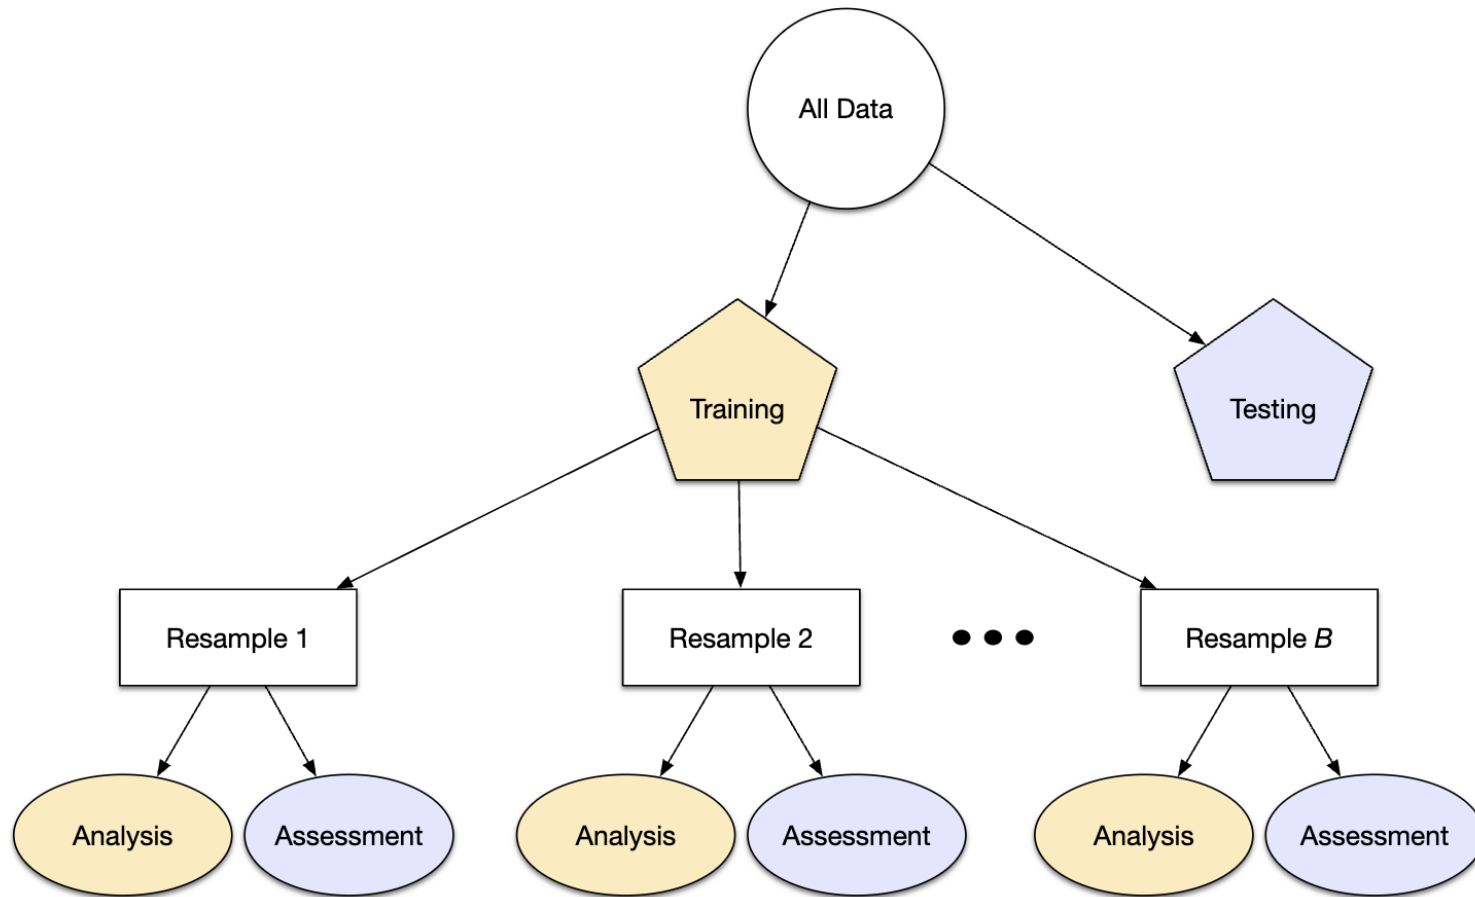 All Data
Training
Testing
Resample 1
Resample 2
Resample B
Analysis
Assessment
Analysis
Assessment
Analysis
Assessment